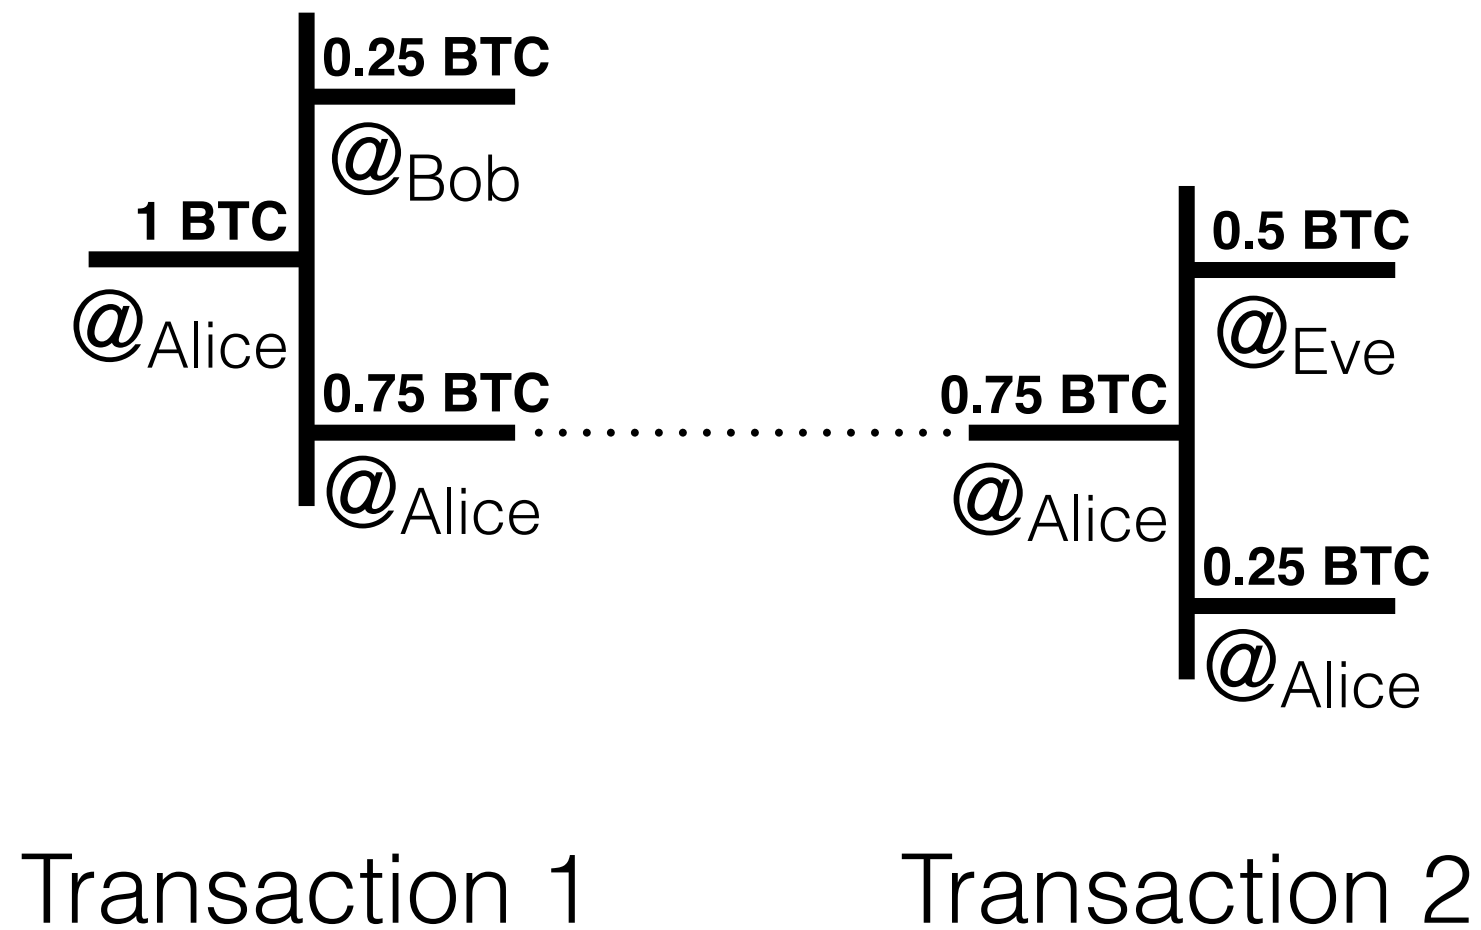 0.25 BTC
@Bob
1 BTC
@Alice
0.75 BTC
@Alice
Transaction 1
0.5 BTC
@Eve
0.75 BTC
@Alice
0.25 BTC
@Alice
Transaction 2